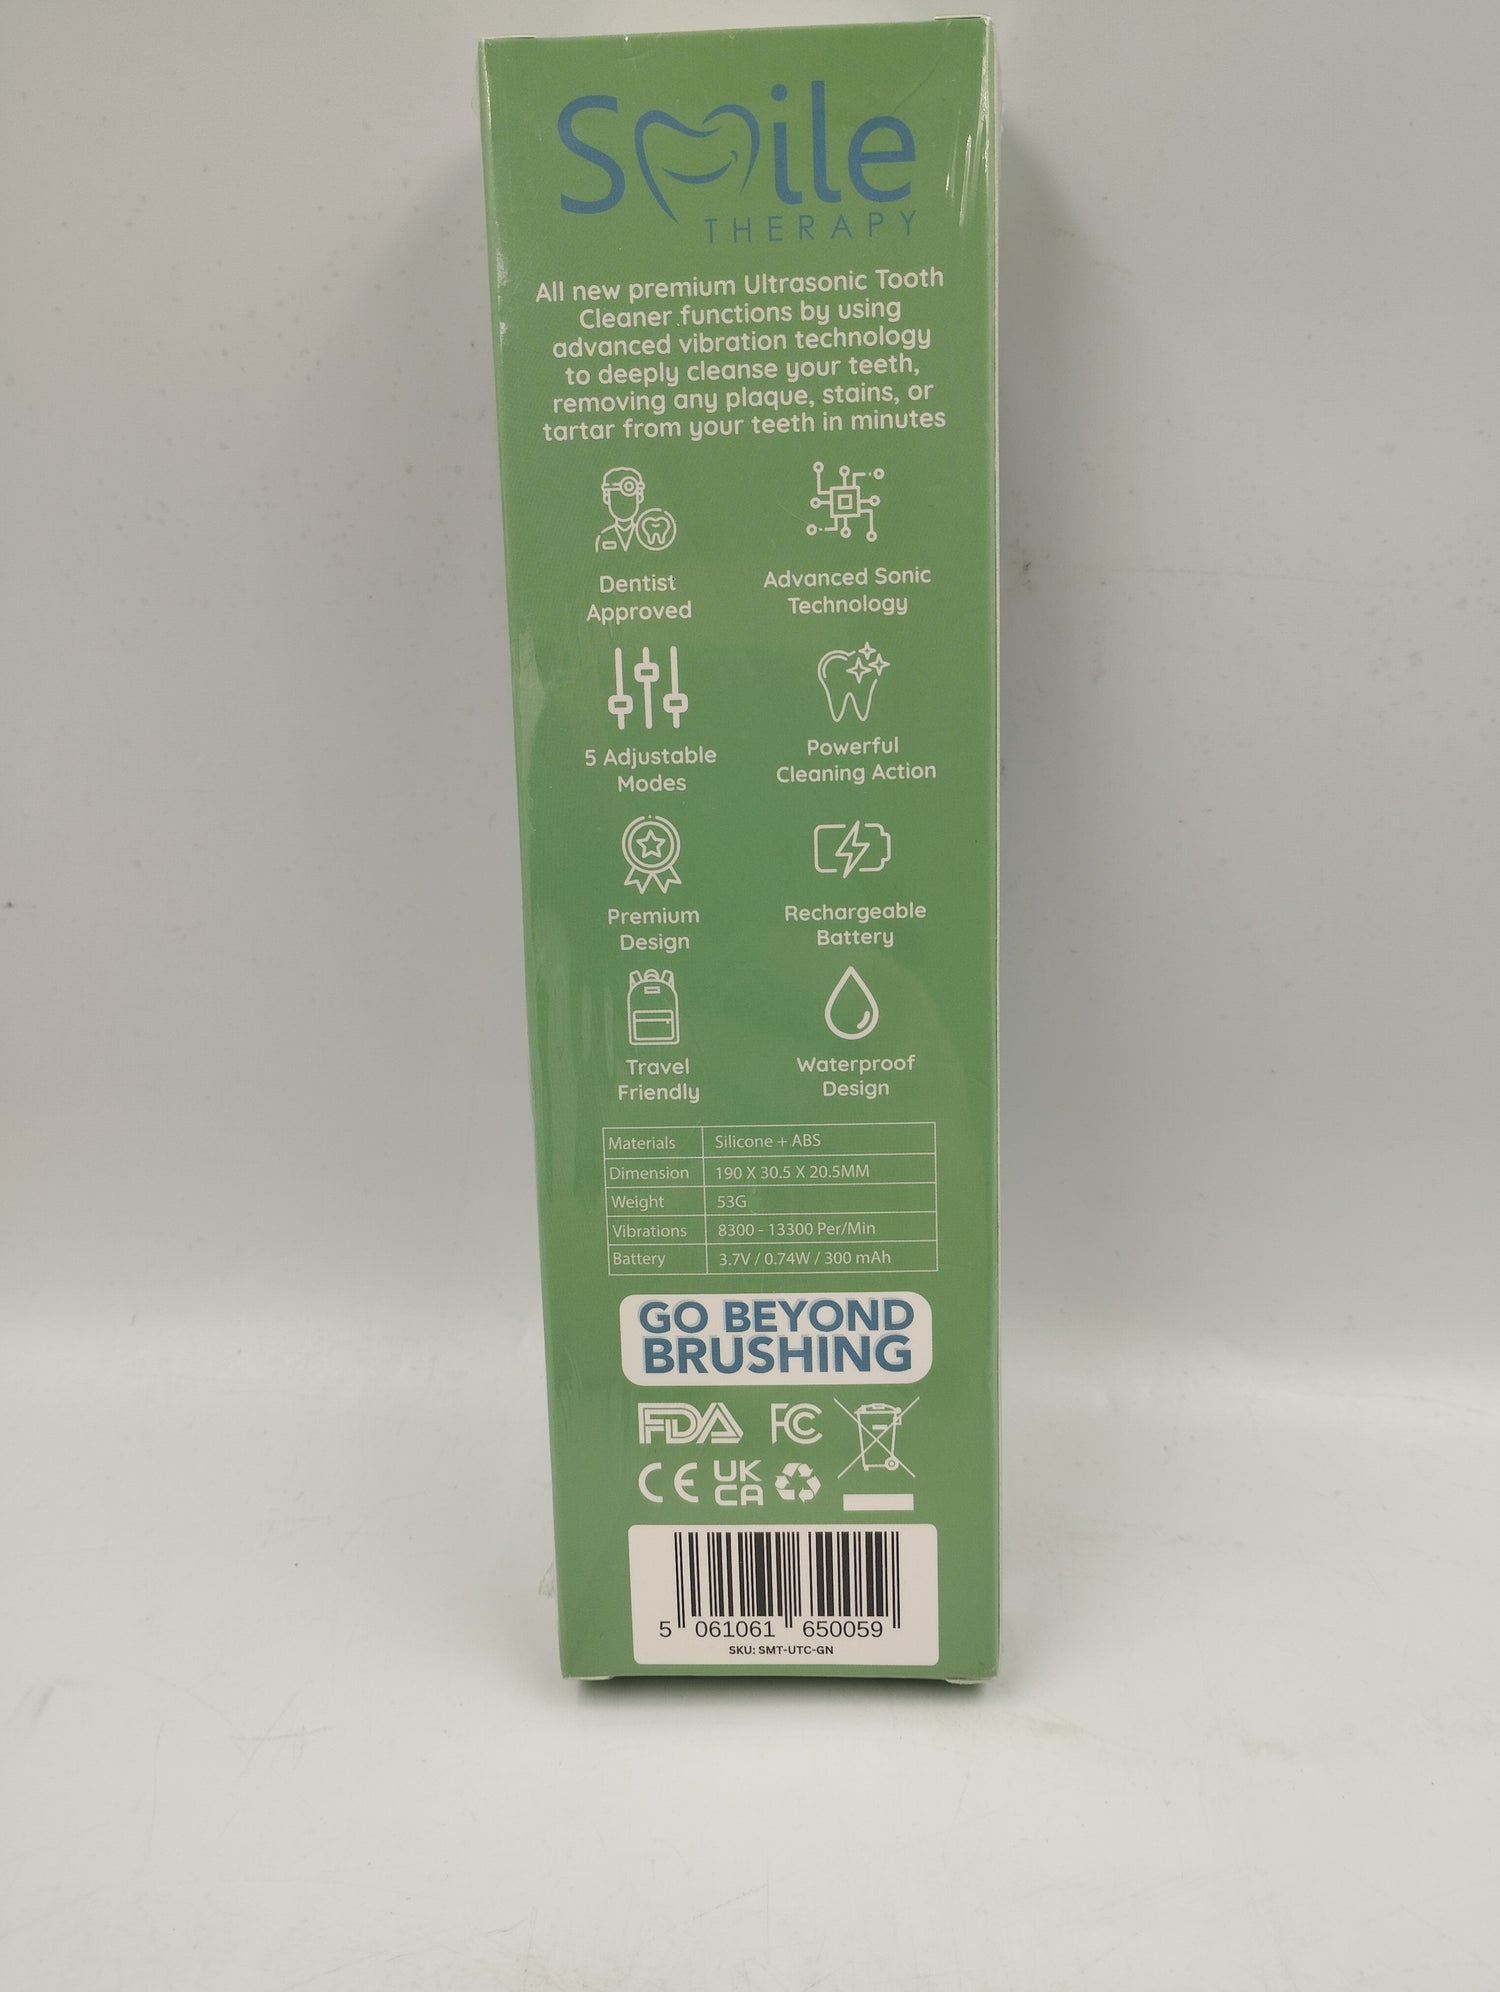 Smile
THERAPY
All new premium Ultrasonic Tooth
Cleaner functions by using
advanced vibration technology
to deeply cleanse your teeth,
removing any plaque, stains, or
tartar from your teeth in minutes
Dentist
Approved
Advanced Sonic
Technology
5 Adjustable
Modes
Powerful
Cleaning Action
Premium
Design
Rechargeable
Battery
Travel
Friendly
Waterproof
Design
Materials Silicone + ABS
Dimension 190 X 30.5 X 20.5MM
Weight 53G
Vibrations 8300 - 13300 Per/Min
Battery 3.7V / 0.74W / 300 mAh
GO BEYOND
BRUSHING
FDA FC
CE UK
CA
5 061061 650059
SKU: SMT-UTC-GN